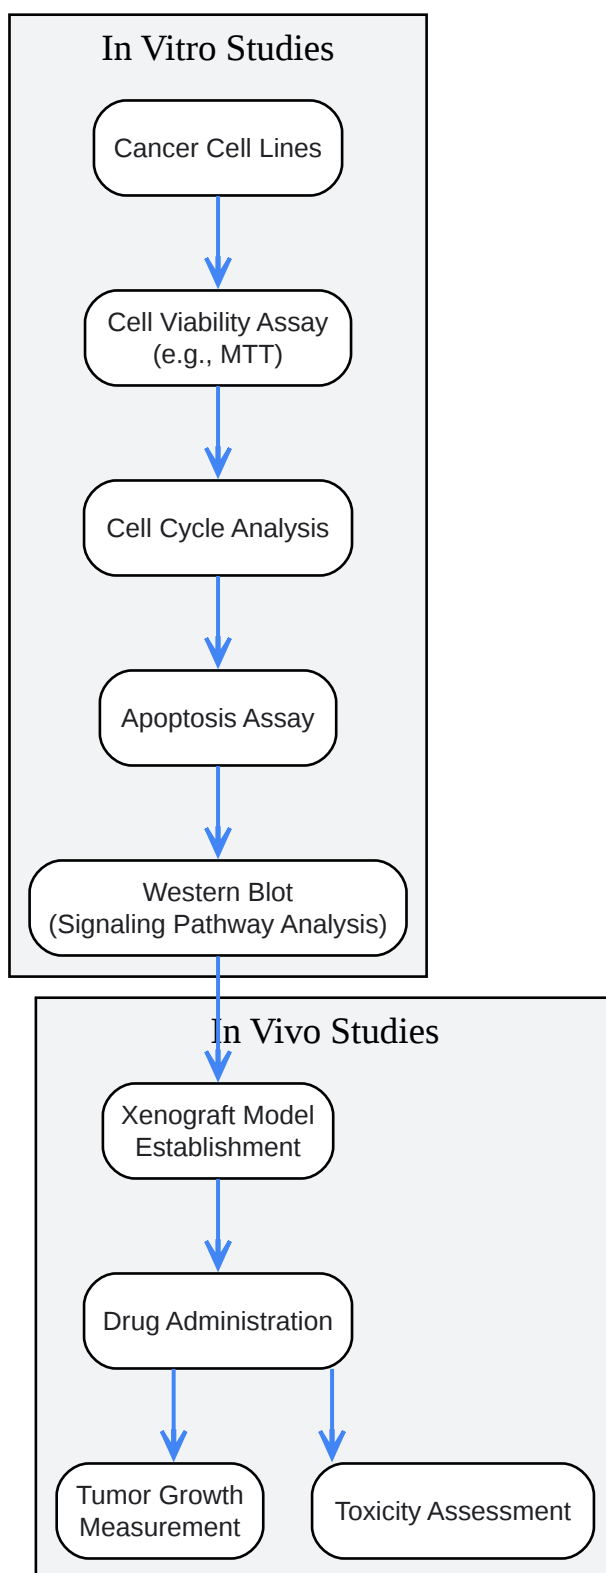 In Vitro Studies
Cancer Cell Lines
Cell Viability Assay
(e.g., MTT)
Cell Cycle Analysis
Apoptosis Assay
Western Blot
(Signaling Pathway Analysis)
In Vivo Studies
Xenograft Model
Establishment
Drug Administration
Tumor Growth
Measurement
Toxicity Assessment